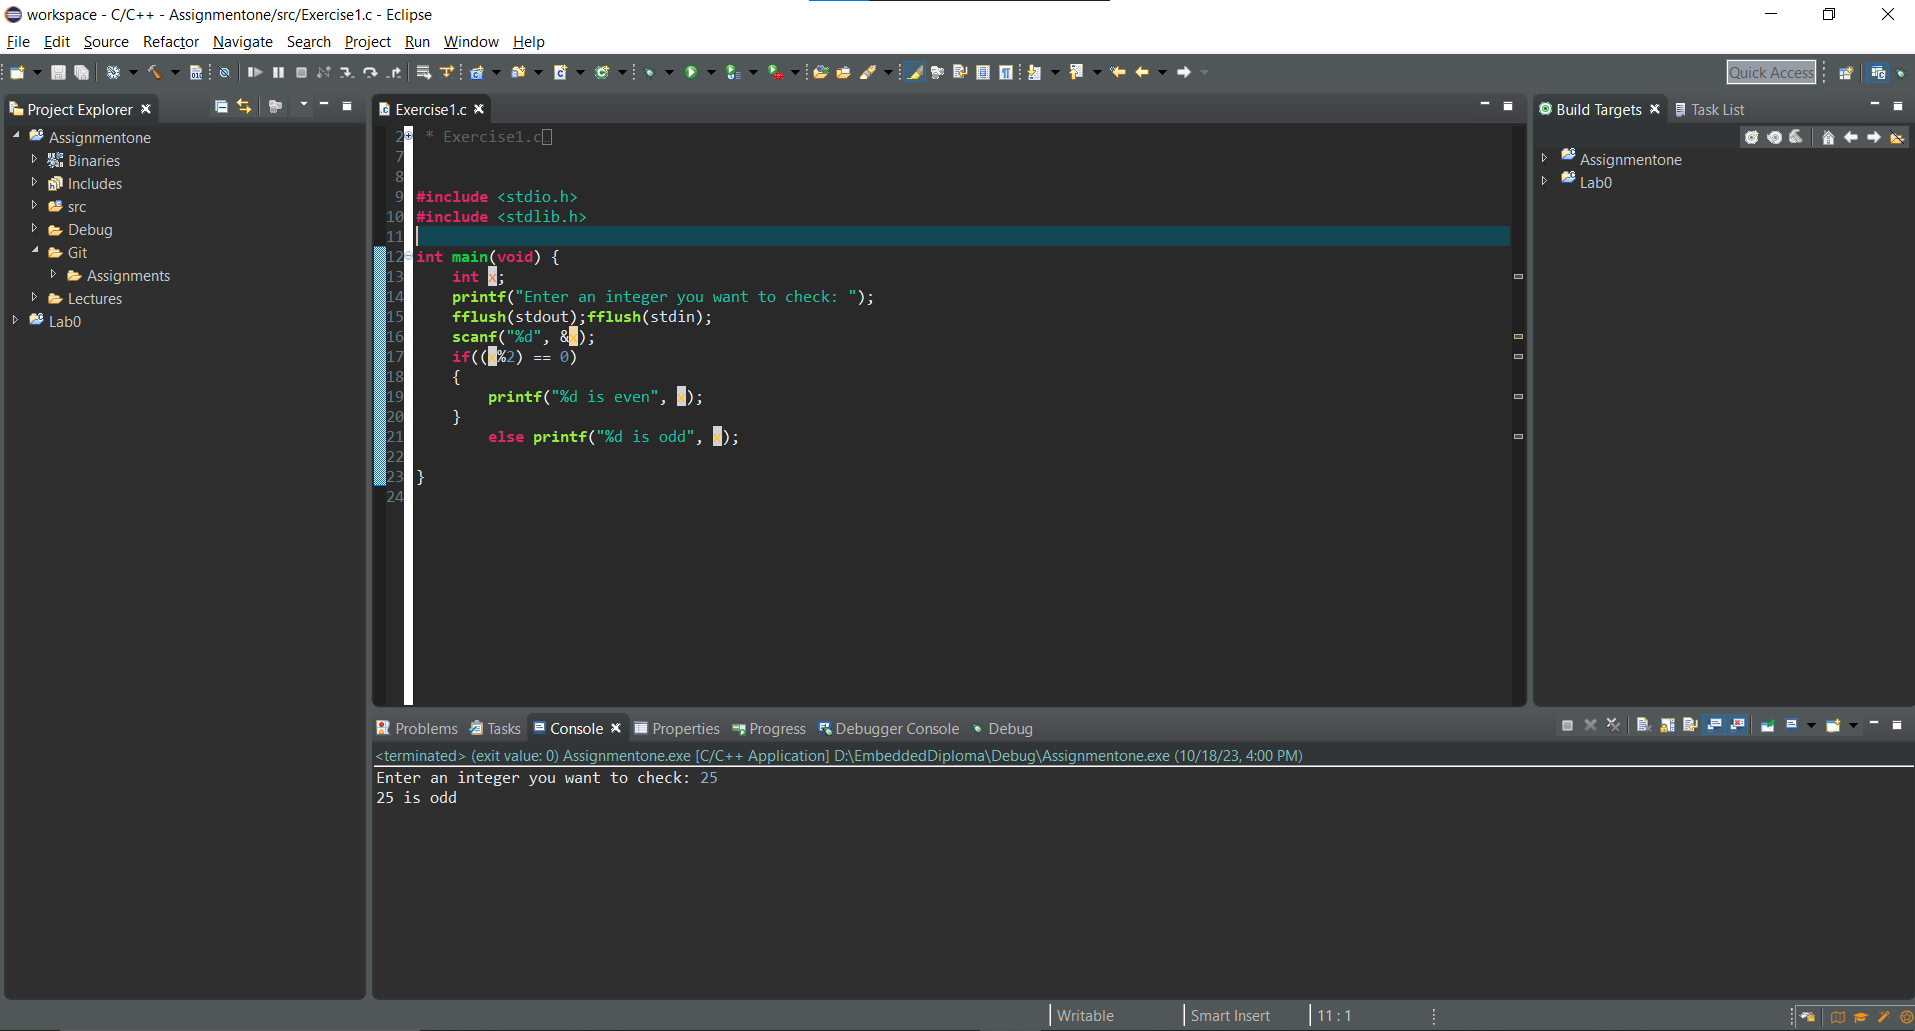 workspace - C/C++ - Assignmentone/src/Exercise1.c - Eclipse
File Edit Source Refactor Navigate Search Project Run Window Help
Quick Access
Project Explorer
Assignmentone
Binaries
Includes
src
Debug
Git
Assignments
Lectures
Lab0
Exercise1.c
2 * Exercise1.c
7
8
9 #include <stdio.h>
10 #include <stdlib.h>
11
12 int main(void) {
13 int x;
14 printf("Enter an integer you want to check: ");
15 fflush(stdout);fflush(stdin);
16 scanf("%d", &x);
17 if((x%2) == 0)
18 {
19 printf("%d is even", x);
20 }
21 else printf("%d is odd", x);
22
23 }
24
Build Targets Task List
Assignmentone
Lab0
Problems Tasks Console Properties Progress Debugger Console Debug
<terminated> (exit value: 0) Assignmentone.exe [C/C++ Application] D:\EmbeddedDiploma\Debug\Assignmentone.exe (10/18/23, 4:00 PM)
Enter an integer you want to check: 25
25 is odd
Writable Smart Insert 11 : 1